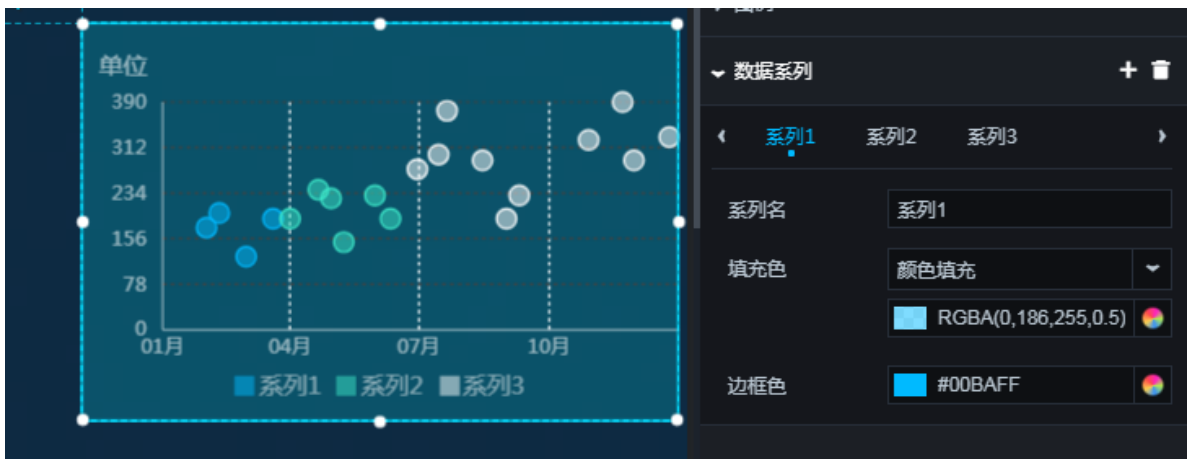 单位
390
312
234
156
78
0
01月 04月 07月 10月
系列1 系列2 系列3
数据系列
系列1 系列2 系列3
系列名 系列1
填充色 颜色填充
RGBA(0,186,255,0.5)
边框色 #00BAFF